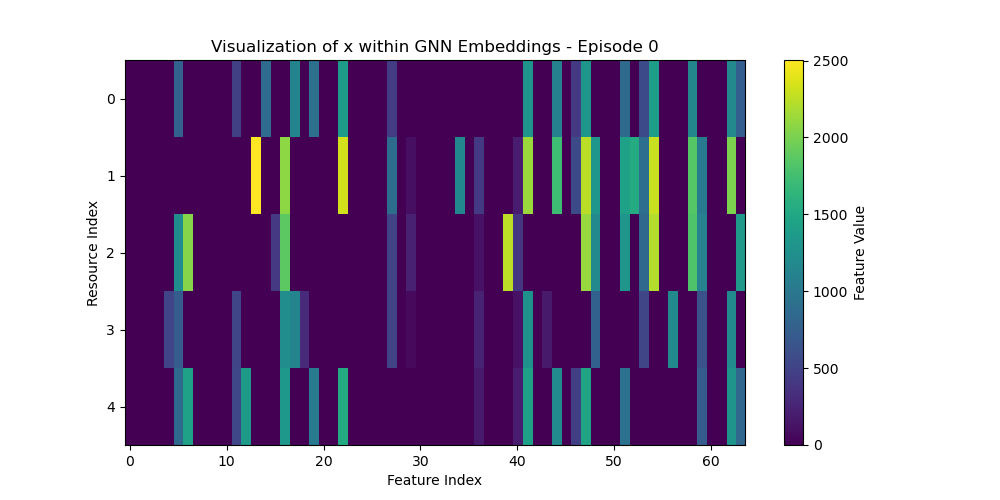 Visualization of x within GNN Embeddings - Episode 0
0
1
2
3
4
Resource Index
0 10 20 30 40 50 60
Feature Index
2500
2000
1500
1000
500
0
Feature Value